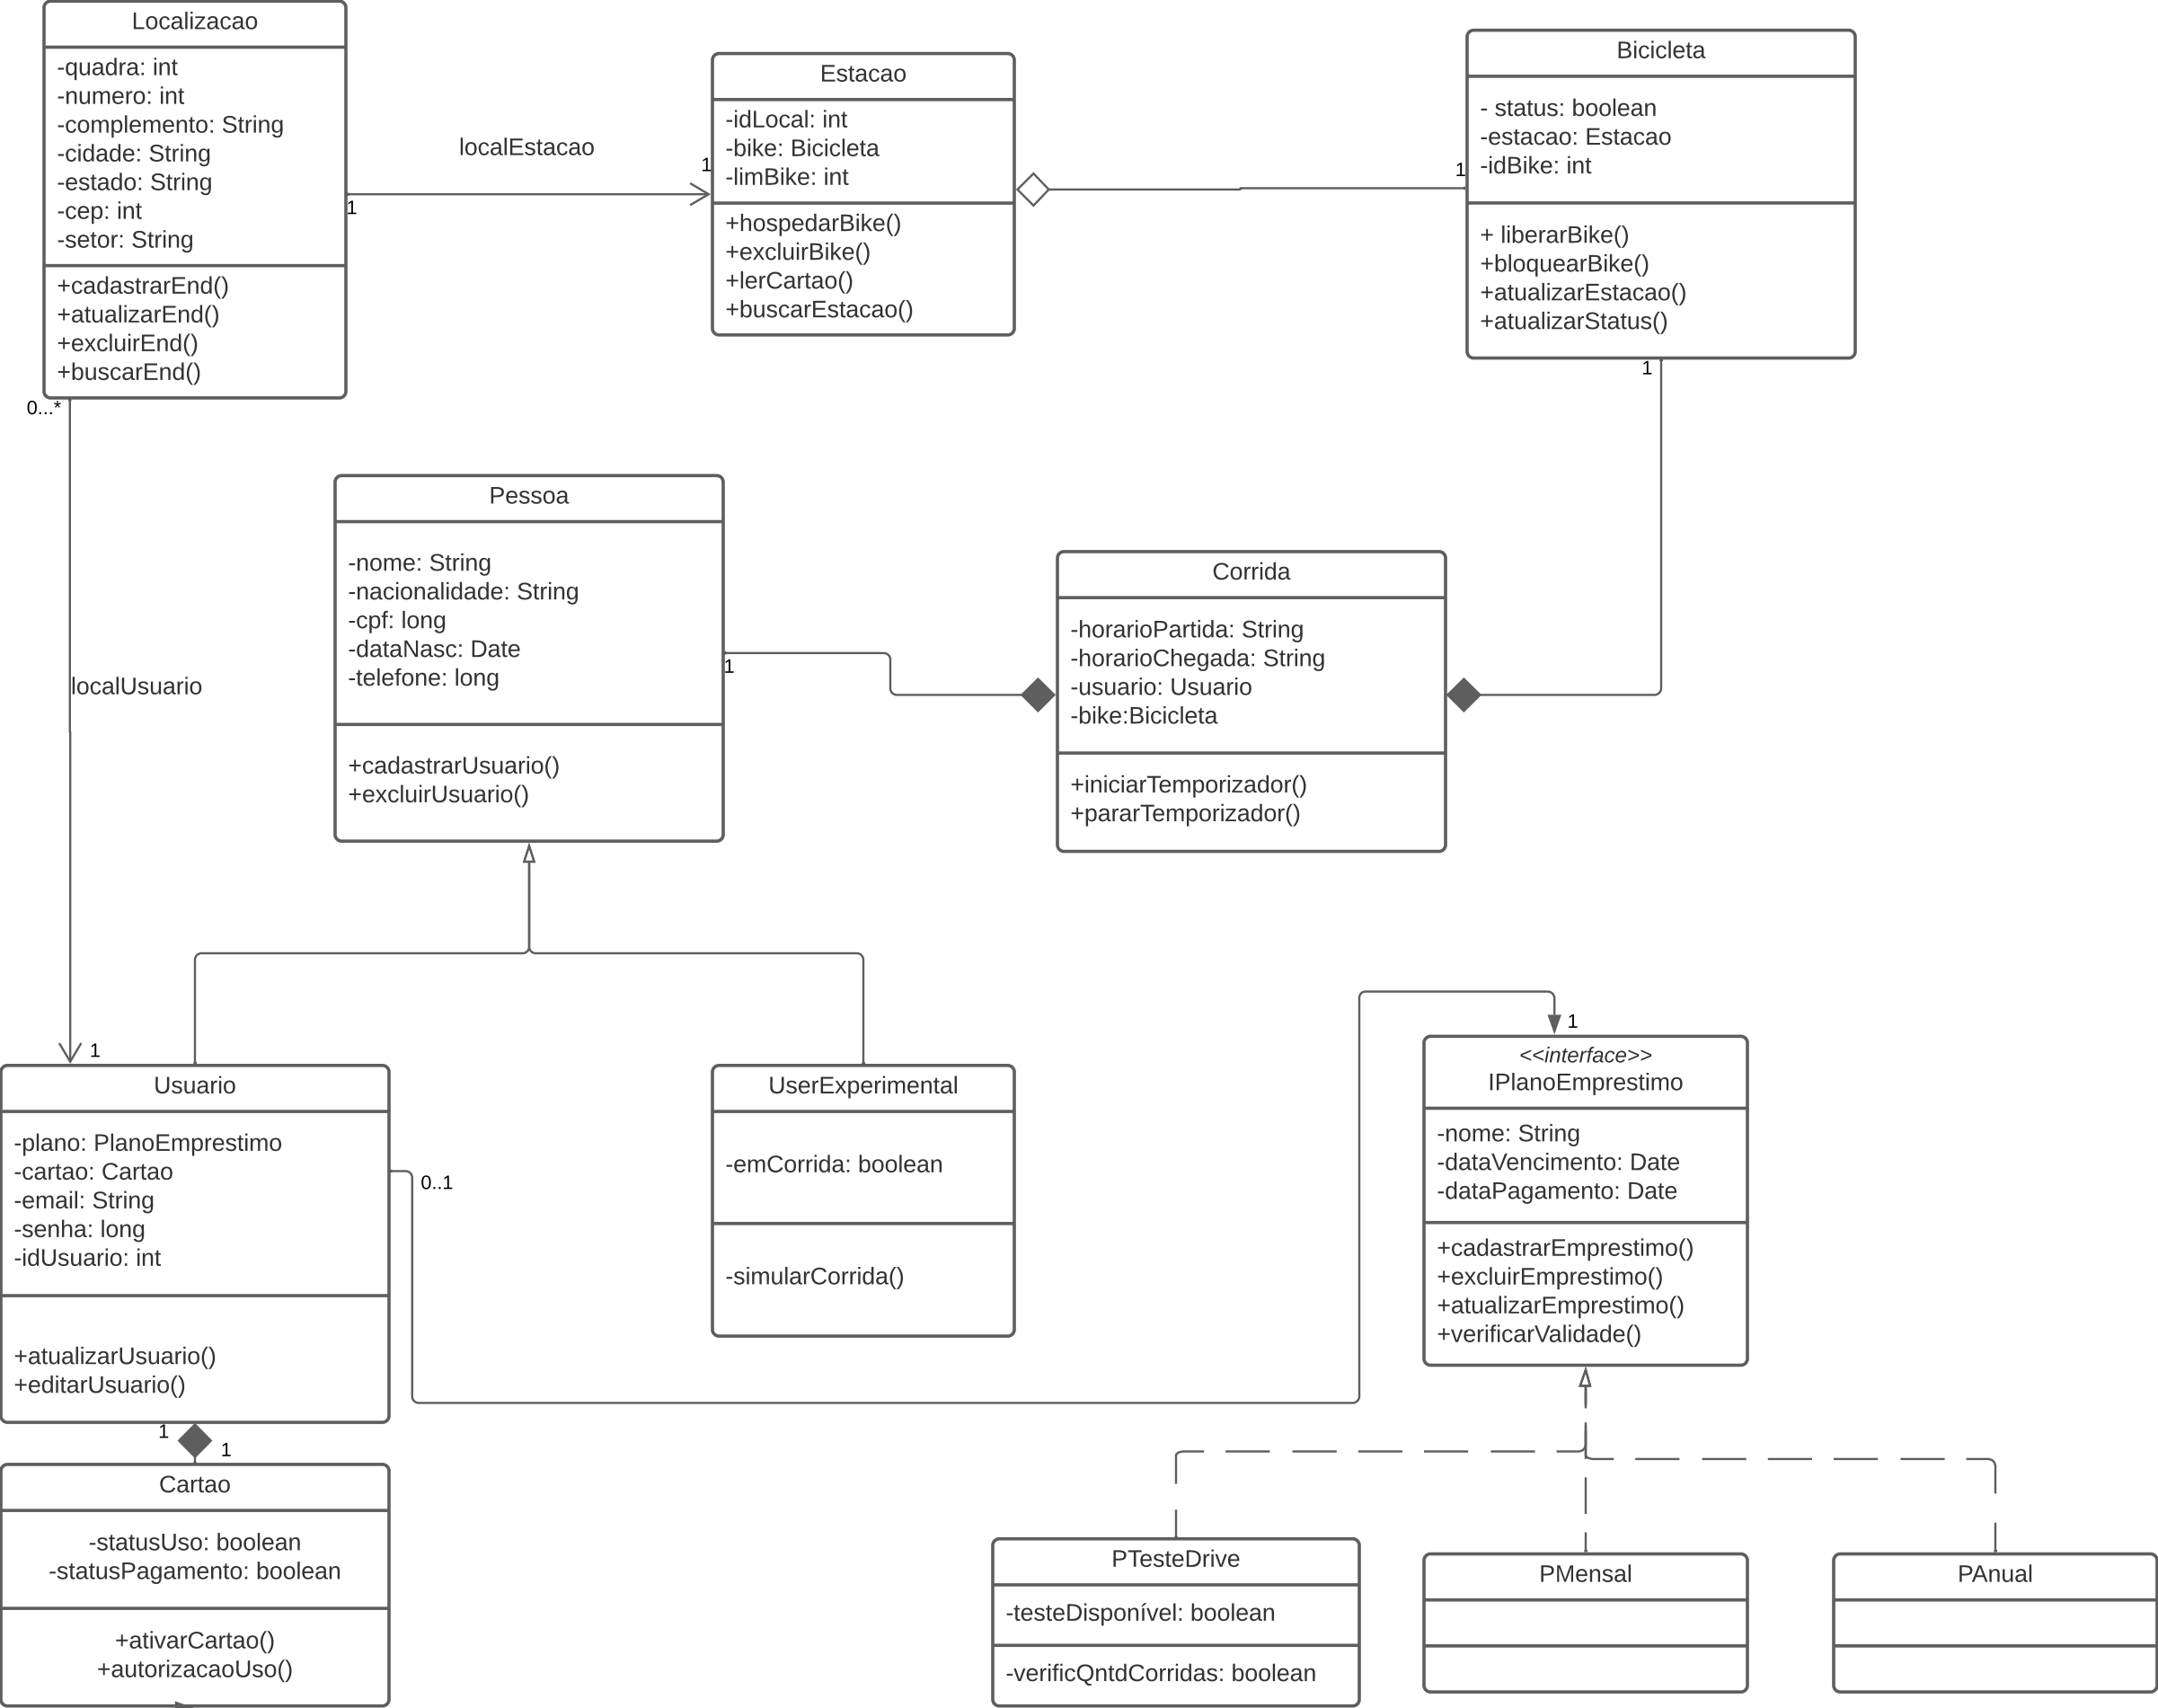 Localizacao
-quadra: int
-numero: int
-complemento: String
-cidade: String
-estado: String
-cep: int
-setor: String
+cadastrarEnd()
+atualizarEnd()
+excluirEnd()
+buscarEnd()
localEstacao
1
1
Estacao
-idLocal: int
-bike: Bicicleta
-limBike: int
+hospedarBike()
+excluirBike()
+lerCartao()
+buscarEstacao()
1
Bicicleta
- status: boolean
-estacao: Estacao
-idBike: int
+ liberarBike()
+bloquearBike()
+atualizarEstacao()
+atualizarStatus()
1
0...*
localUsuario
1
Pessoa
-nome: String
-nacionalidade: String
-cpf: long
-dataNasc: Date
-telefone: long
+cadastrarUsuario()
+excluirUsuario()
1
Corrida
-horarioPartida: String
-horarioChegada: String
-usuario: Usuario
-bike:Bicicleta
+iniciarTemporizador()
+pararTemporizador()
Usuario
-plano: PlanoEmprestimo
-cartao: Cartao
-email: String
-senha: long
-idUsuario: int
+atualizarUsuario()
+editarUsuario()
0..1
UserExperimental
-emCorrida: boolean
-simularCorrida()
1
<<interface>>
IPlanoEmprestimo
-nome: String
-dataVencimento: Date
-dataPagamento: Date
+cadastrarEmprestimo()
+excluirEmprestimo()
+atualizarEmprestimo()
+verificarValidade()
1
1
Cartao
-statusUso: boolean
-statusPagamento: boolean
+ativarCartao()
+autorizacaoUso()
PTesteDrive
-testeDisponível: boolean
-verificQntdCorridas: boolean
PMensal
PAnual